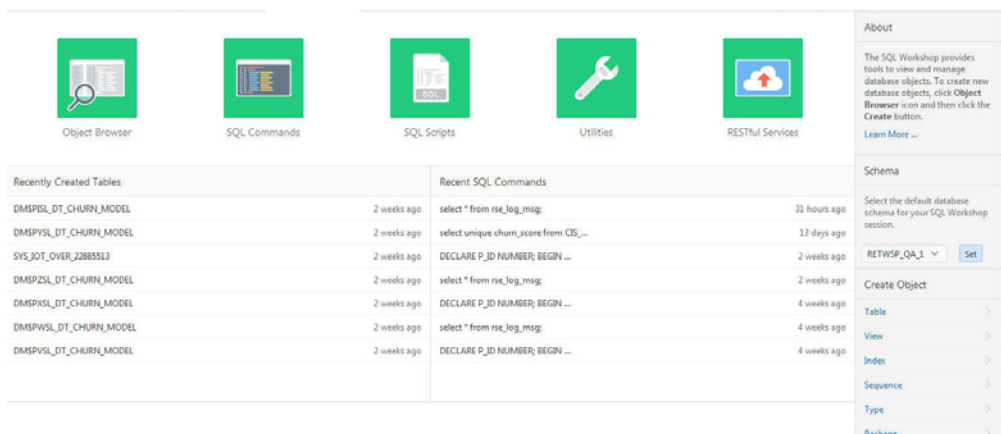 Object Browser
SQL Commands
SQL
SQL Scripts
Utilities
RESTful Services
Recently Created Tables
DM$PISL_DT_CHURN_MODEL 2 weeks ago
DM$PYSL_DT_CHURN_MODEL 2 weeks ago
SYS_IOT_OVER_22885513 2 weeks ago
DM$PZSL_DT_CHURN_MODEL 2 weeks ago
DM$PXSL_DT_CHURN_MODEL 2 weeks ago
DM$PWSL_DT_CHURN_MODEL 2 weeks ago
DM$PVSL_DT_CHURN_MODEL 2 weeks ago
Recent SQL Commands
select * from rse_log_msg; 31 hours ago
select unique churn_score from CIS_... 13 days ago
DECLARE P_ID NUMBER; BEGIN ... 2 weeks ago
select * from rse_log_msg; 2 weeks ago
DECLARE P_ID NUMBER; BEGIN ... 4 weeks ago
select * from rse_log_msg; 4 weeks ago
DECLARE P_ID NUMBER; BEGIN ... 4 weeks ago
About
The SQL Workshop provides
tools to view and manage
database objects. To create new
database objects, click Object
Browser icon and then click the
Create button.
Learn More ...
Schema
Select the default database
schema for your SQL Workshop
session.
RETWSP_QA_1 Set
Create Object
Table
View
Index
Sequence
Type
Package